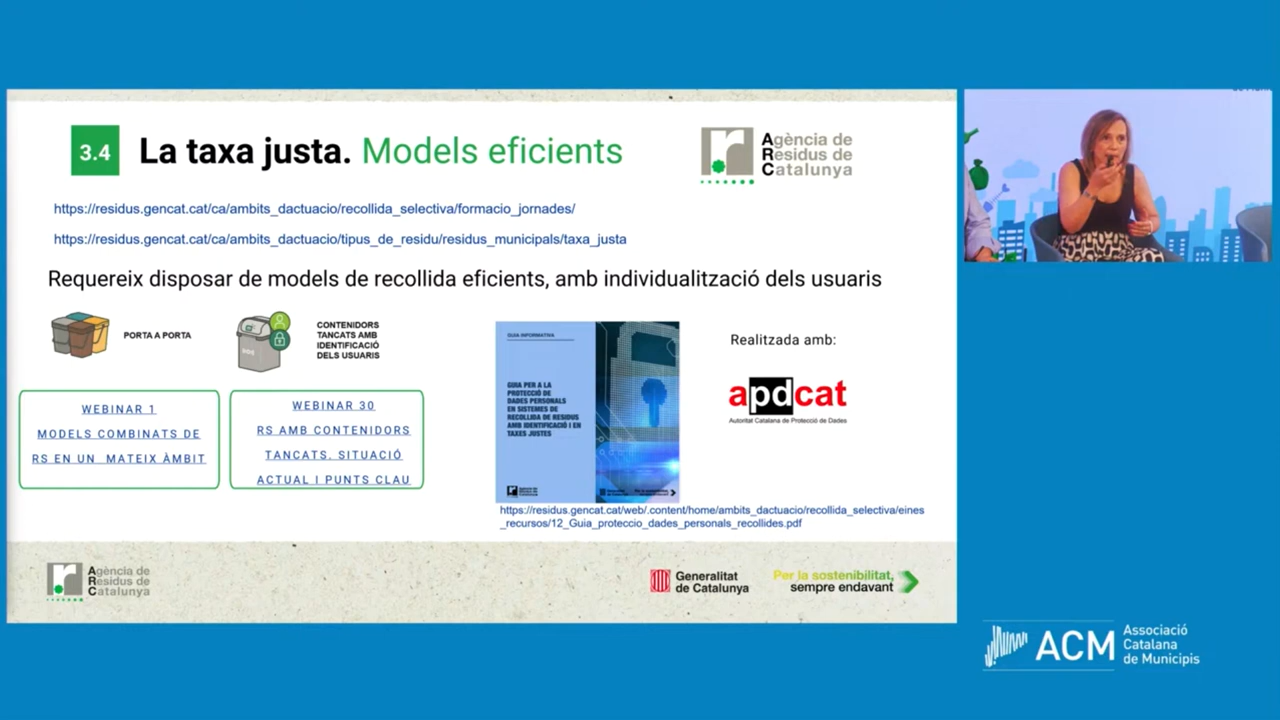 3.4
La taxa justa. Models eficients
Agència de
Residus de
Catalunya
https://residus.gencat.cat/ca/ambits_dactuacio/recollida_selectiva/formacio_jornades/
https://residus.gencat.cat/ca/ambits_dactuacio/tipus_de_residu/residus_municipals/taxa_justa
Requereix disposar de models de recollida eficients, amb individualització dels usuaris
PORTA A PORTA
CONTENIDORS
TANCATS AMB
IDENTIFICACIÓ
DELS USUARIS
WEBINAR 1
MODELS COMBINATS DE
RS EN UN MATEIX ÀMBIT
WEBINAR 30
RS AMB CONTENIDORS
TANCATS. SITUACIÓ
ACTUAL I PUNTS CLAU
GUIA INFORMATIVA
GUIA PER A LA
PROTECCIÓ DE
DADES PERSONALS
EN SISTEMES DE
RECOLLIDA DE RESIDUS
AMB IDENTIFICACIÓ I EN
TAXES JUSTES
Realitzada amb:
apdcat
Autoritat Catalana de Protecció de Dades
https://residus.gencat.cat/web/.content/home/ambits_dactuacio/recollida_selectiva/eines
_recursos/12_Guia_proteccio_dades_personals_recollides.pdf
Agència de
Residus de
Catalunya
Generalitat
de Catalunya
Per la sostenibilitat,
sempre endavant
ACM
Associació
Catalana
de Municipis